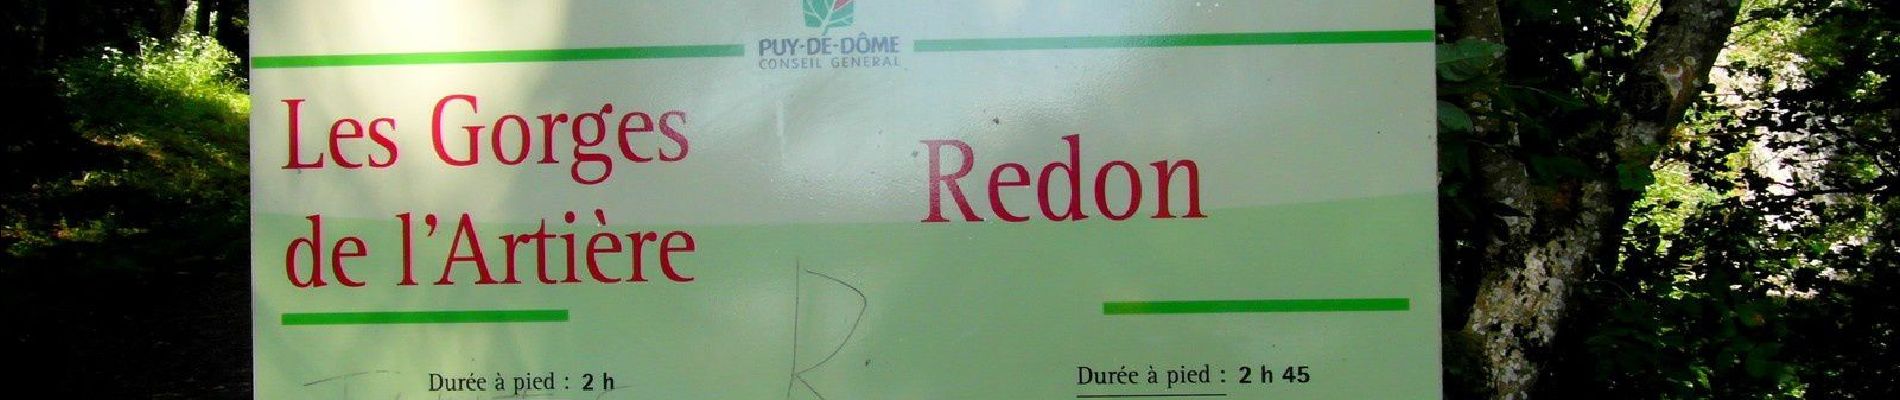 PUY-DE-DÔME
CONSEIL GENERAL
Les Gorges
de l'Artière
Durée à pied : 2 h
Redon
R
Durée à pied : 2 h 45